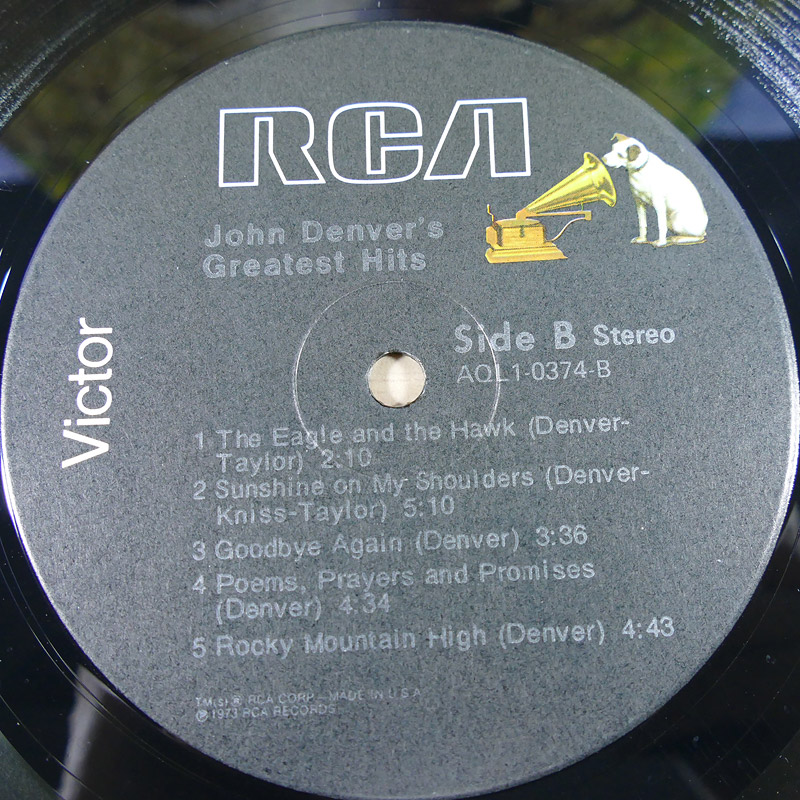 RCA
John Denver's
Greatest Hits
Victor
Side B Stereo
AQL1-0374-B
1 The Eagle and the Hawk (Denver-
Taylor) 2:10
2 Sunshine on My Shoulders (Denver-
Kniss-Taylor) 5:10
3 Goodbye Again (Denver) 3:36
4 Poems, Prayers and Promises
(Denver) 4:34
5 Rocky Mountain High (Denver) 4:43
TM(S) ® RCA CORP.—MADE IN U.S.A
℗ 1973 RCA RECORDS